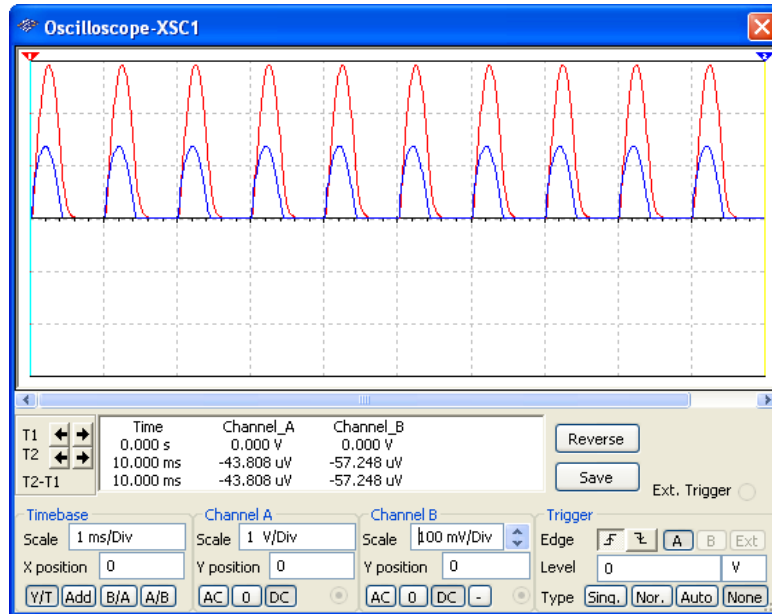 Oscilloscope-XSC1
1
2
Time Channel_A Channel_B
T1 0.000 s 0.000 V 0.000 V
T2 10.000 ms -43.808 uV -57.248 uV
T2-T1 10.000 ms -43.808 uV -57.248 uV
Reverse
Save
Ext. Trigger
Timebase
Scale 1 ms/Div
X position 0
Y/T Add B/A A/B
Channel A
Scale 1 V/Div
Y position 0
AC 0 DC
Channel B
Scale 100 mV/Div
Y position 0
AC 0 DC -
Trigger
Edge A B Ext
Level 0 V
Type Sing. Nor. Auto None